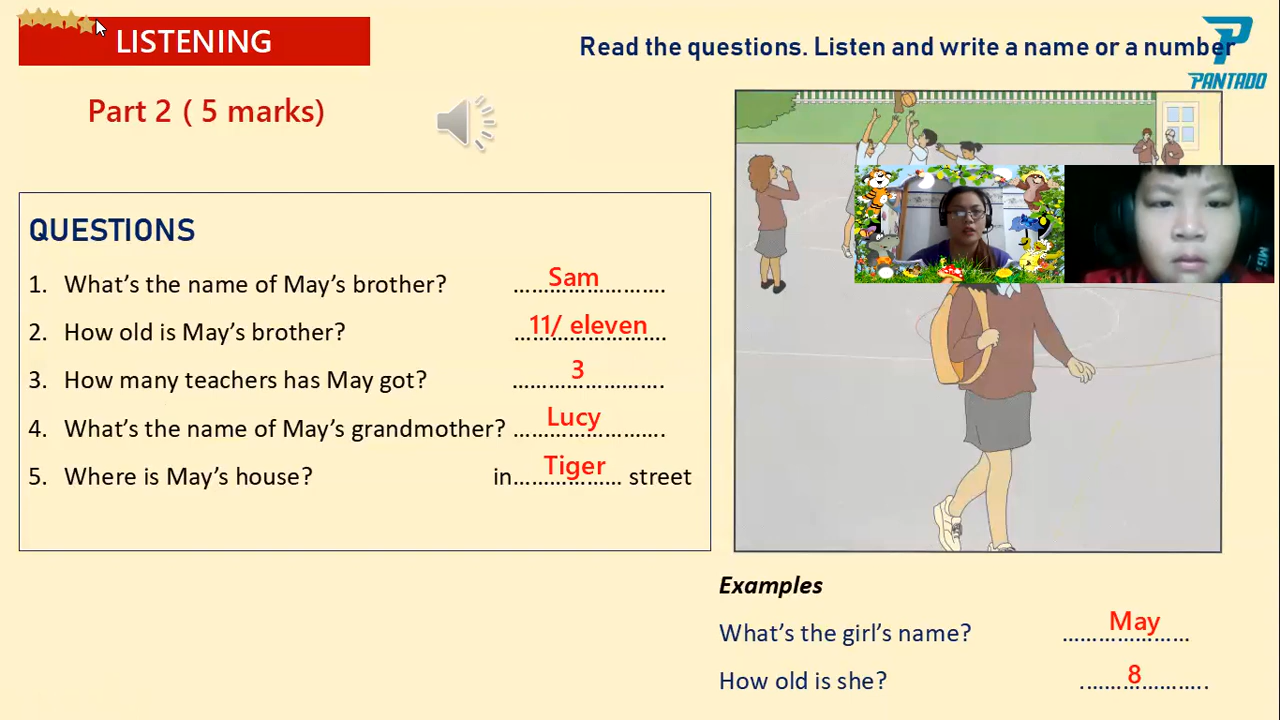 LISTENING
Read the questions. Listen and write a name or a number
PANTADO
Part 2 ( 5 marks)
QUESTIONS
1. What's the name of May's brother? Sam
2. How old is May's brother? 11/ eleven
3. How many teachers has May got? 3
4. What's the name of May's grandmother? Lucy
5. Where is May's house? in Tiger street
Examples
What's the girl's name? May
How old is she? 8